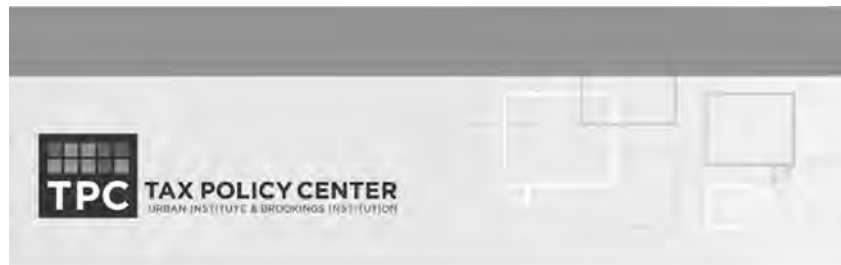 TPC TAX POLICY CENTER
URBAN INSTITUTE & BROOKINGS INSTITUTION